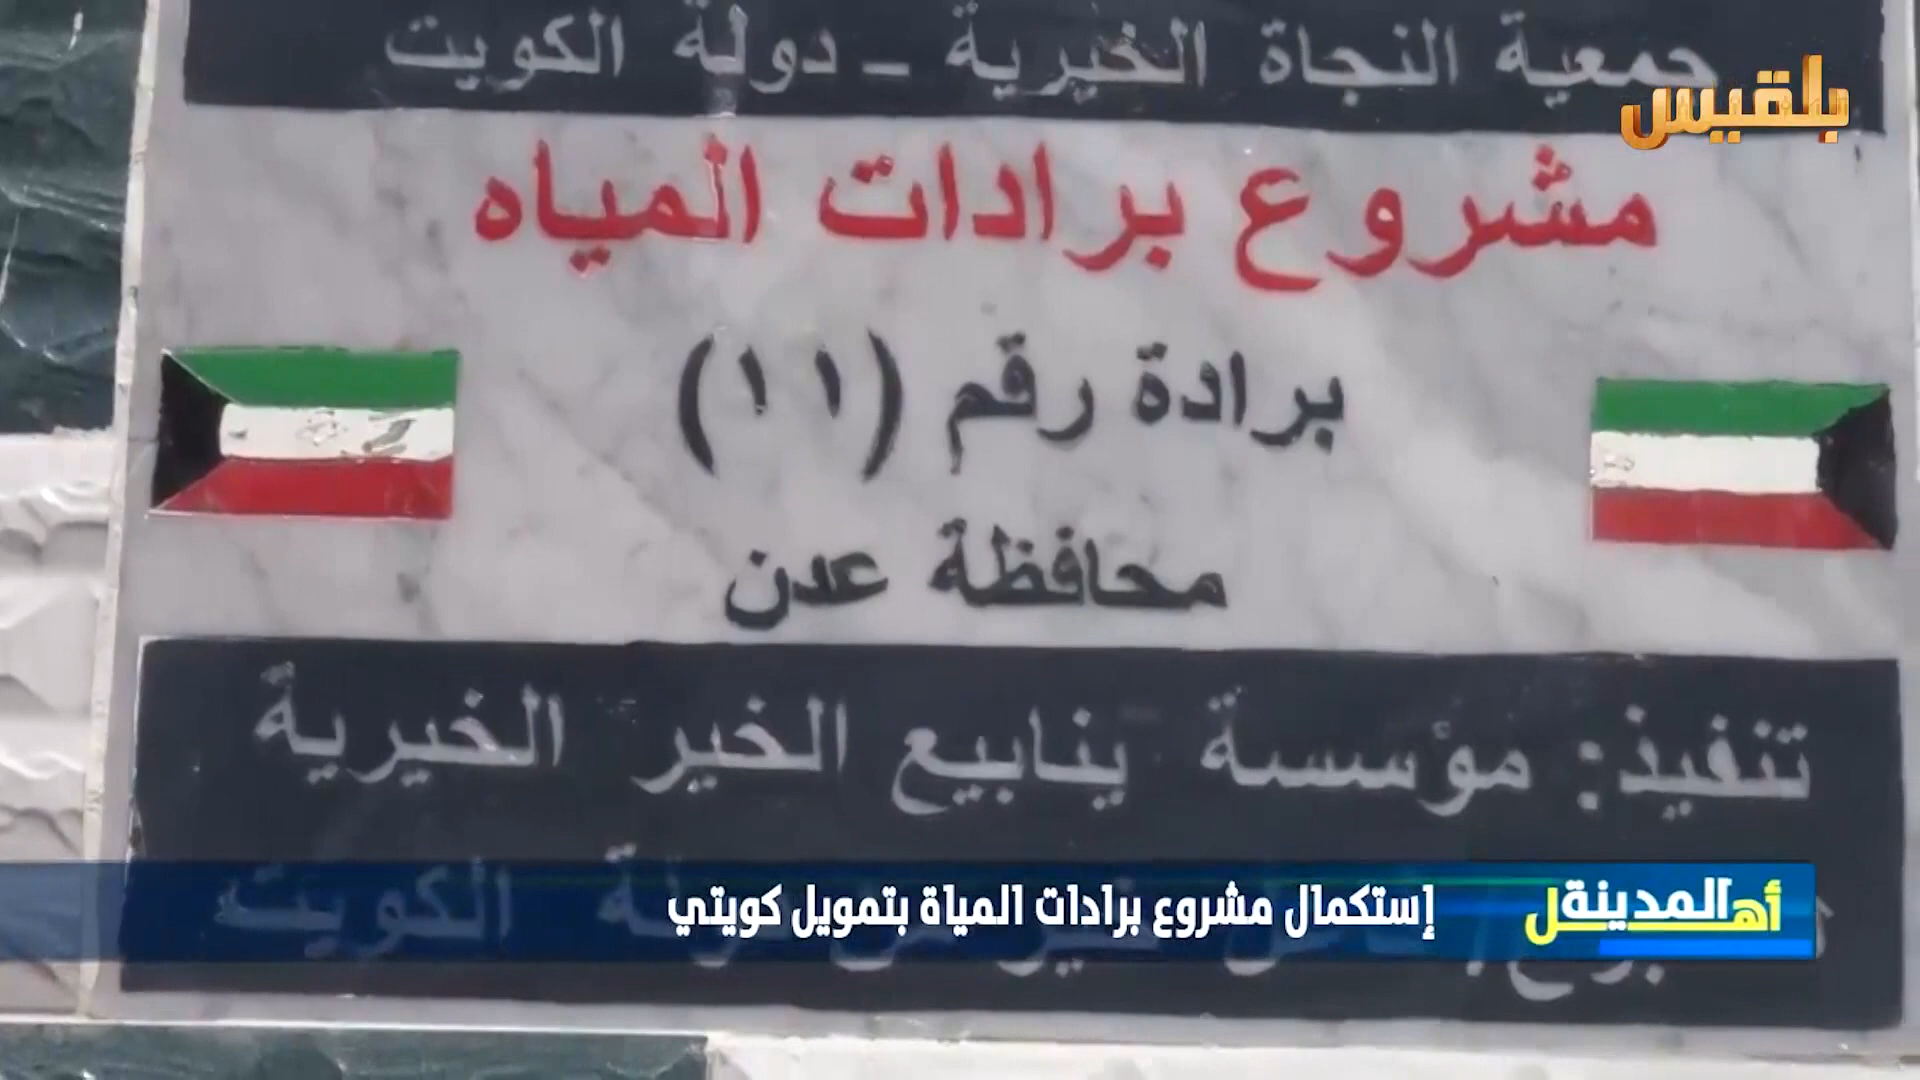 جمعية النجاة الخيرية - دولة الكويت
بلقيس
مشروع برادات المياه
برادة رقم (١١)
محافظة عدن
تنفيذ: مؤسسة ينابيع الخير الخيرية
الكويت
أهل المدينة
إستكمال مشروع برادات المياة بتمويل كويتي